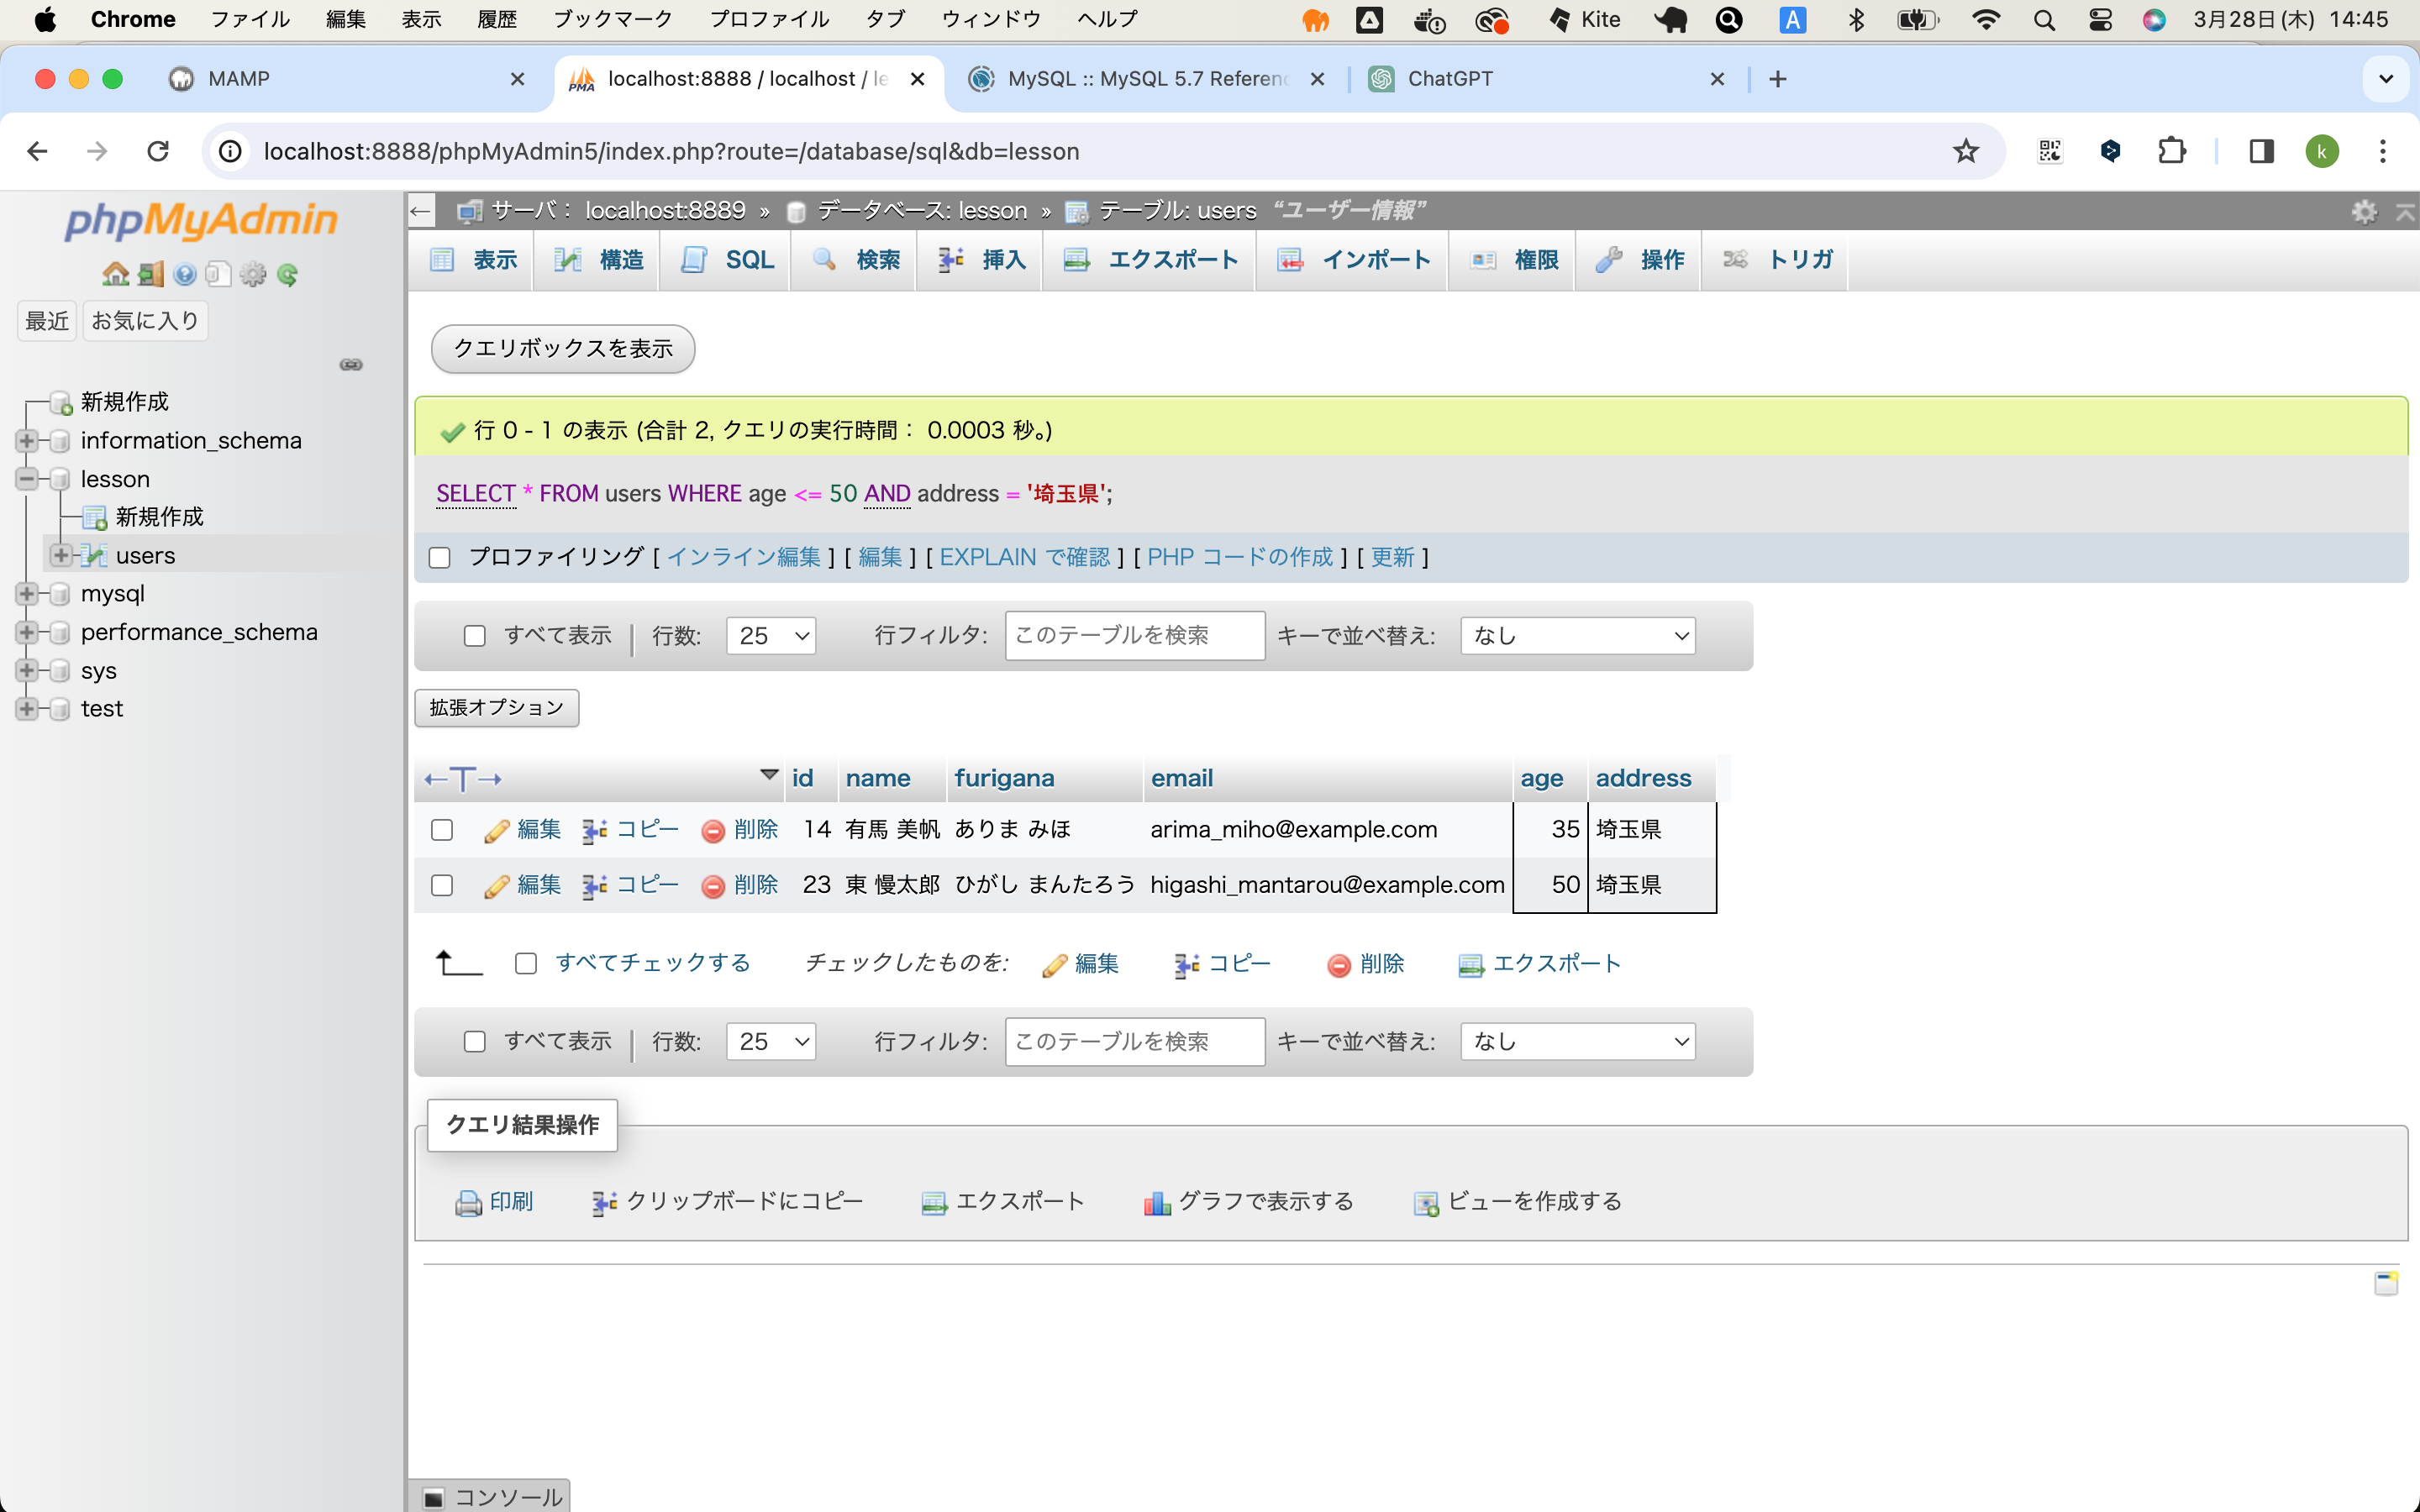 Chrome ファイル 編集 表示 履歴 ブックマーク プロファイル タブ ウィンドウ ヘルプ Kite A 3月28日(木) 14:45
MAMP
PMA localhost:8888 / localhost / le
MySQL :: MySQL 5.7 Referenc
ChatGPT
localhost:8888/phpMyAdmin5/index.php?route=/database/sql&db=lesson
k
phpMyAdmin
最近 お気に入り
新規作成
information_schema
lesson
新規作成
users
mysql
performance_schema
sys
test
サーバ: localhost:8889 » データベース: lesson » テーブル: users “ユーザー情報”
表示 構造 SQL 検索 挿入 エクスポート インポート 権限 操作 トリガ
クエリボックスを表示
行 0 - 1 の表示 (合計 2, クエリの実行時間: 0.0003 秒。)
SELECT * FROM users WHERE age <= 50 AND address = '埼玉県';
プロファイリング [ インライン編集 ] [ 編集 ] [ EXPLAIN で確認 ] [ PHP コードの作成 ] [ 更新 ]
すべて表示 | 行数: 25 行フィルタ: このテーブルを検索 キーで並べ替え: なし
拡張オプション
←T→ id name furigana email age address
編集 コピー 削除 14 有馬 美帆 ありま みほ arima_miho@example.com 35 埼玉県
編集 コピー 削除 23 東 慢太郎 ひがし まんたろう higashi_mantarou@example.com 50 埼玉県
すべてチェックする チェックしたものを: 編集 コピー 削除 エクスポート
すべて表示 | 行数: 25 行フィルタ: このテーブルを検索 キーで並べ替え: なし
クエリ結果操作
印刷 クリップボードにコピー エクスポート グラフで表示する ビューを作成する
コンソール